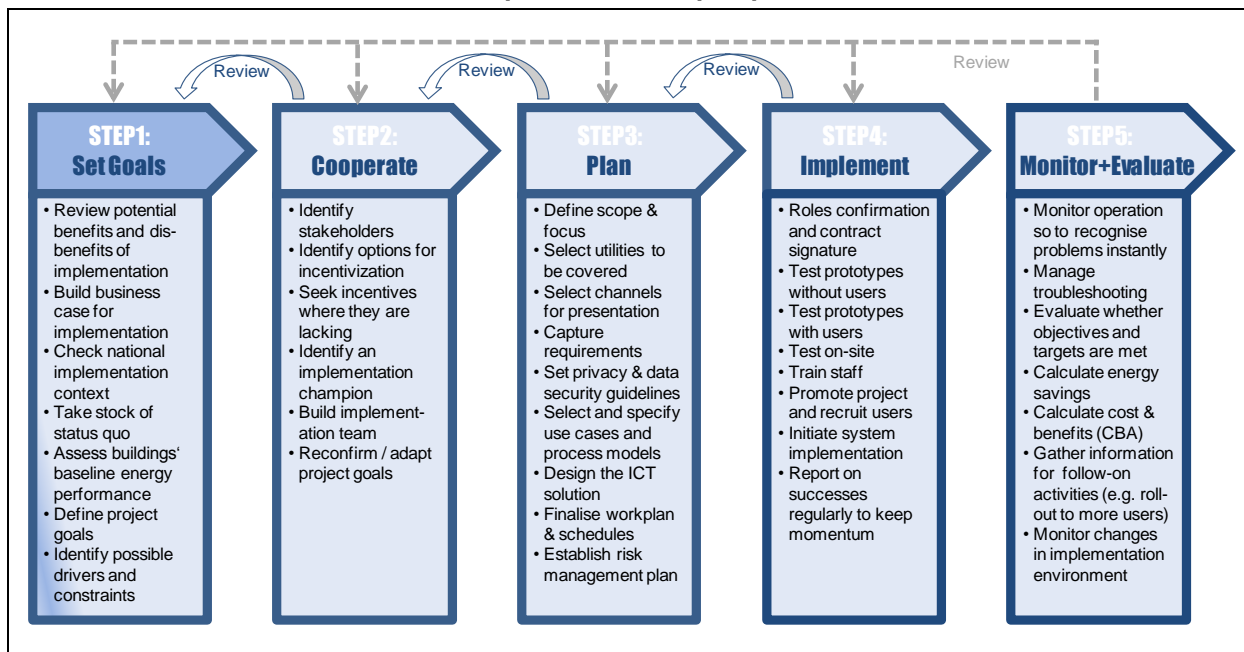 Review
Review
Review
Review
STEP1:
Set Goals
• Review potential
benefits and dis-
benefits of
implementation
• Build business
case for
implementation
• Check national
implementation
context
• Take stock of
status quo
• Assess buildings‘
baseline energy
performance
• Define project
goals
• Identify possible
drivers and
constraints
STEP2:
Cooperate
• Identify
stakeholders
• Identify options for
incentivization
• Seek incentives
where they are
lacking
• Identify an
implementation
champion
• Build implement-
ation team
• Reconfirm / adapt
project goals
STEP3:
Plan
• Define scope &
focus
• Select utilities to
be covered
• Select channels
for presentation
• Capture
requirements
• Set privacy & data
security guidelines
• Select and specify
use cases and
process models
• Design the ICT
solution
• Finalise workplan
& schedules
• Establish risk
management plan
STEP4:
Implement
• Roles confirmation
and contract
signature
• Test prototypes
without users
• Test prototypes
with users
• Test on-site
• Train staff
• Promote project
and recruit users
• Initiate system
implementation
• Report on
successes
regularly to keep
momentum
STEP5:
Monitor+Evaluate
• Monitor operation
so to recognise
problems instantly
• Manage
troubleshooting
• Evaluate whether
objectives and
targets are met
• Calculate energy
savings
• Calculate cost &
benefits (CBA)
• Gather information
for follow-on
activities (e.g. roll-
out to more users)
• Monitor changes
in implementation
environment